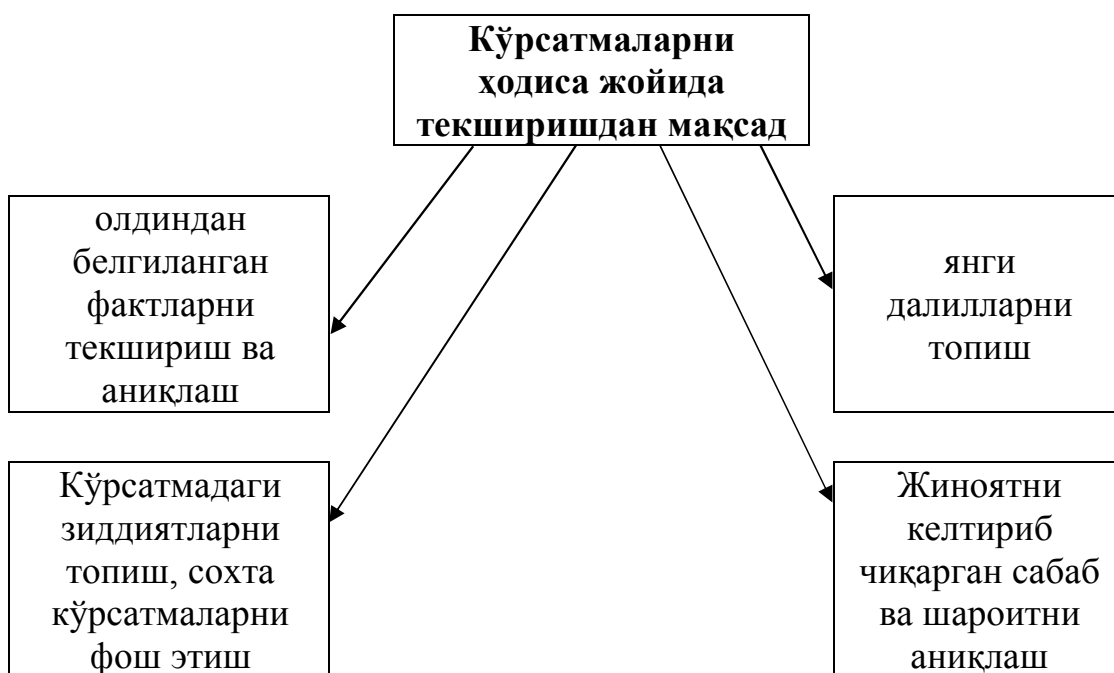 Кўрсатмаларни
ҳодиса жойида
текширишдан мақсад
олдиндан
белгиланган
фактларни
текшириш ва
аниқлаш
янги
далилларни
топиш
Кўрсатмадаги
зиддиятларни
топиш, сохта
кўрсатмаларни
фош этиш
Жиноятни
келтириб
чиқарган сабаб
ва шароитни
аниқлаш